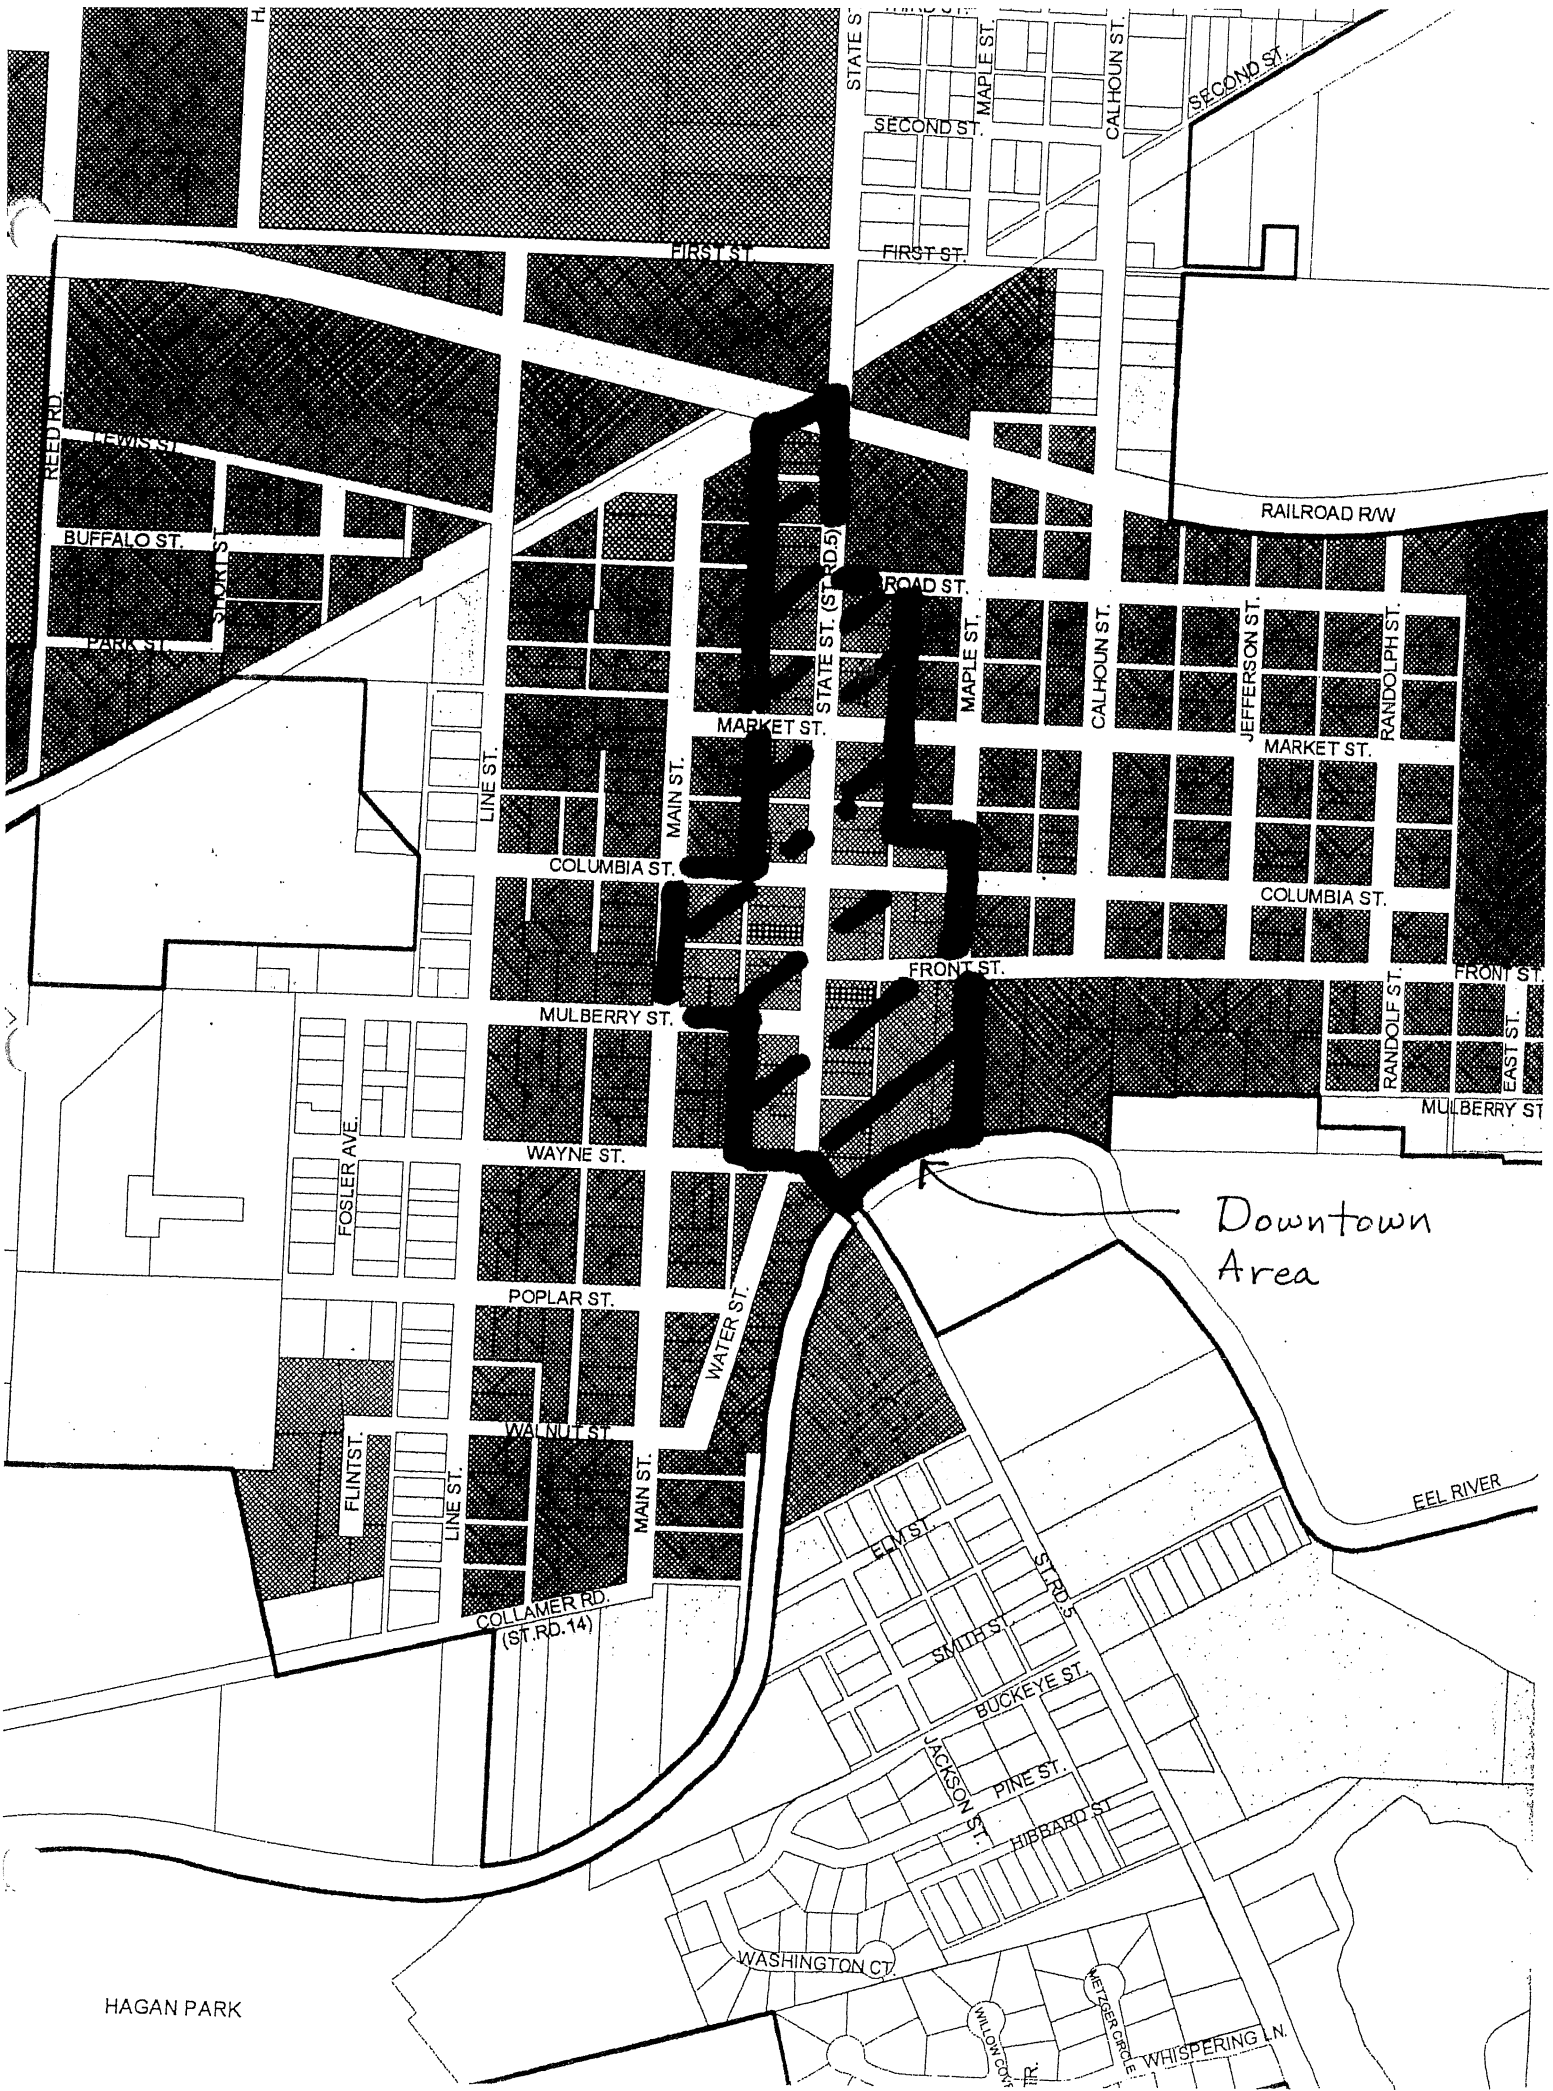 STATE S
MAPLE ST.
CALHOUN ST.
SECOND ST.
SECOND ST.
FIRST ST.
FIRST ST.
REED RD.
LEWIS ST.
RAILROAD R/W
BUFFALO ST.
SHORT ST.
STATE ST. (ST.RD.5)
ROAD ST.
PARK ST.
MAPLE ST.
CALHOUN ST.
JEFFERSON ST.
RANDOLPH ST.
MARKET ST.
MARKET ST.
LINE ST.
MAIN ST.
COLUMBIA ST.
COLUMBIA ST.
FRONT ST.
FRONT ST.
MULBERRY ST.
RANDOLF ST.
EAST ST.
MULBERRY ST
FOSLER AVE.
WAYNE ST.
Downtown
Area
POPLAR ST.
WATER ST.
WALNUT ST.
FLINT ST.
LINE ST.
MAIN ST.
EEL RIVER
ELM ST.
ST.RD.5
COLLAMER RD.
(ST.RD.14)
SMITH ST.
BUCKEYE ST.
JACKSON ST.
PINE ST.
HIBBARD ST
WASHINGTON CT.
HAGAN PARK
WILLOW COV
METZGER CIRCLE
WHISPERING LN.